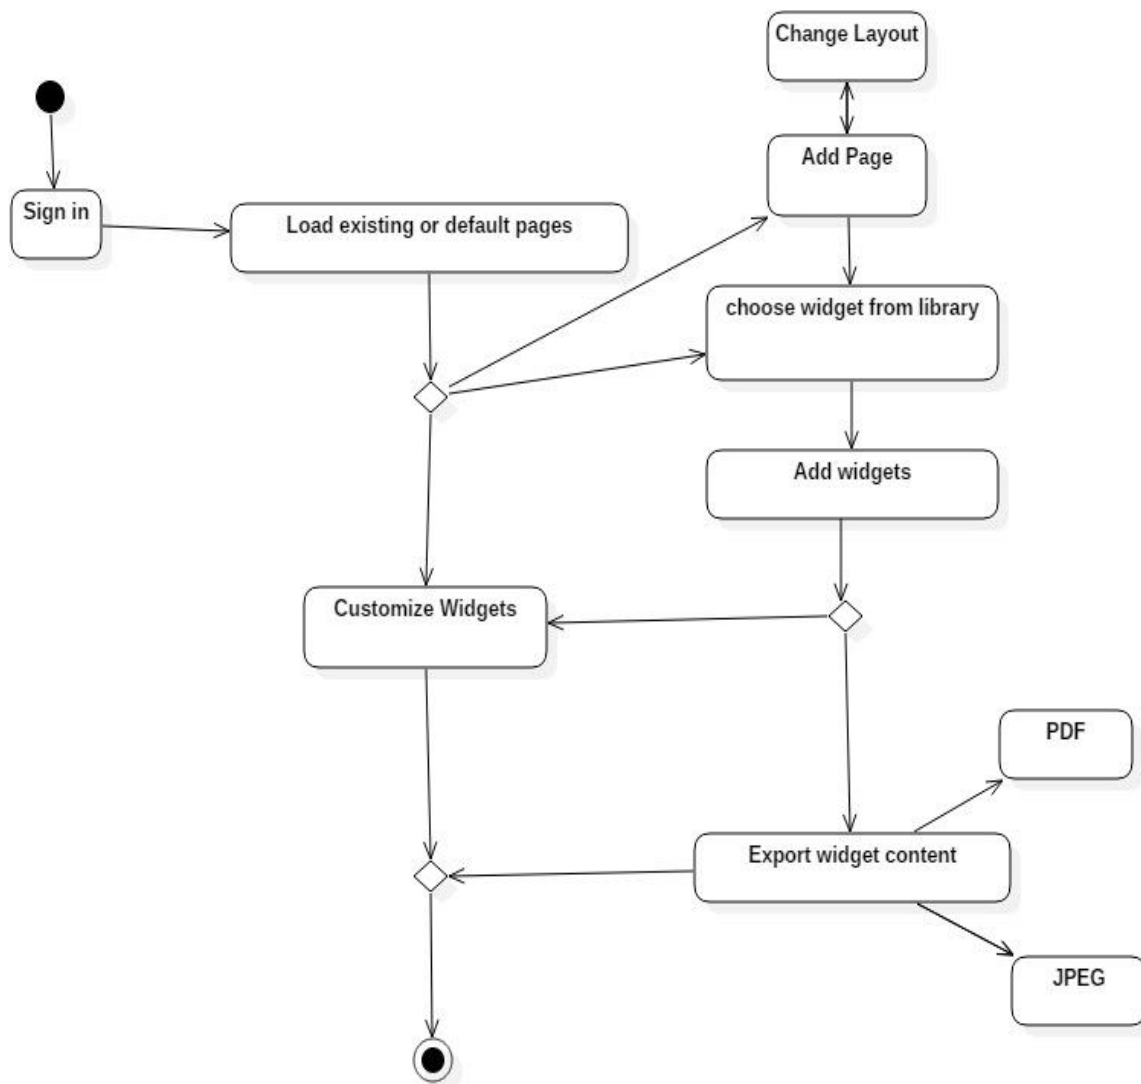 Change Layout
Add Page
Sign in
Load existing or default pages
choose widget from library
Add widgets
Customize Widgets
PDF
Export widget content
JPEG